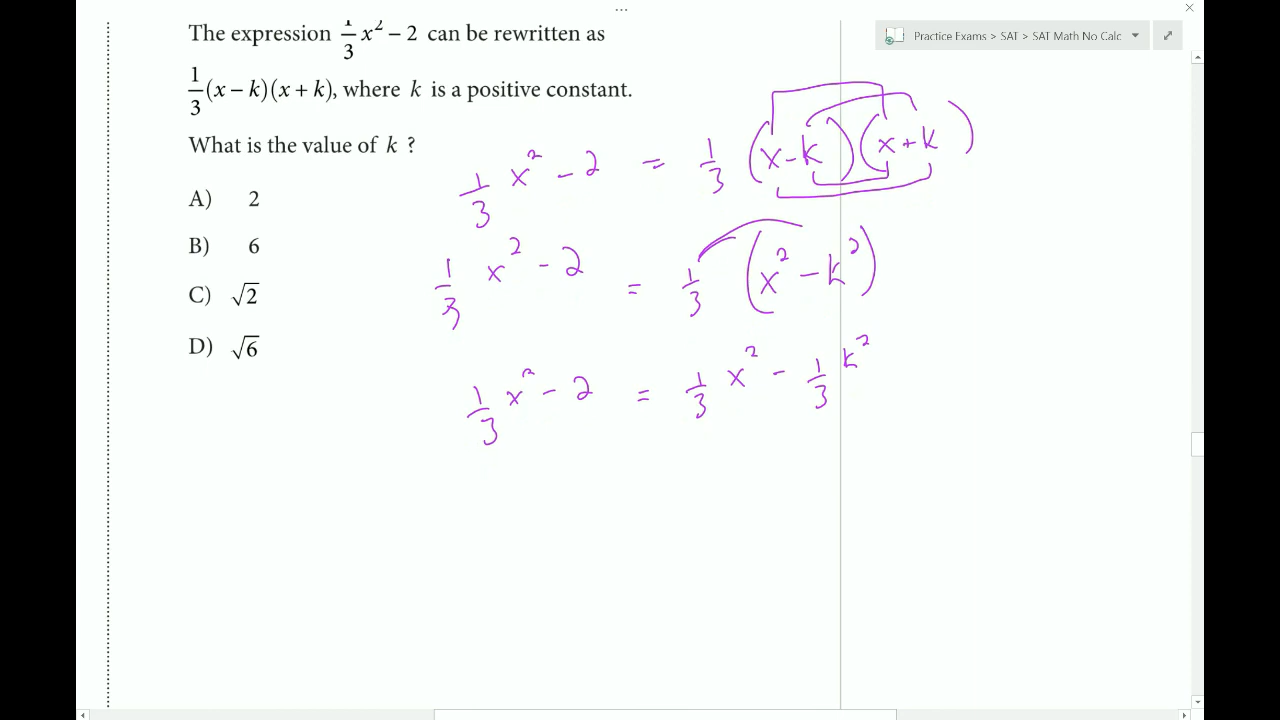 ...
Practice Exams > SAT > SAT Math No Calc
The expression 1/3 x² – 2 can be rewritten as
1/3 (x – k)(x + k), where k is a positive constant.
What is the value of k ?
A) 2
B) 6
C) √2
D) √6
1/3 x² - 2 = 1/3 (x - k)(x + k)
1/3 x² - 2 = 1/3 (x² - k²)
1/3 x² - 2 = 1/3 x² - 1/3 k²